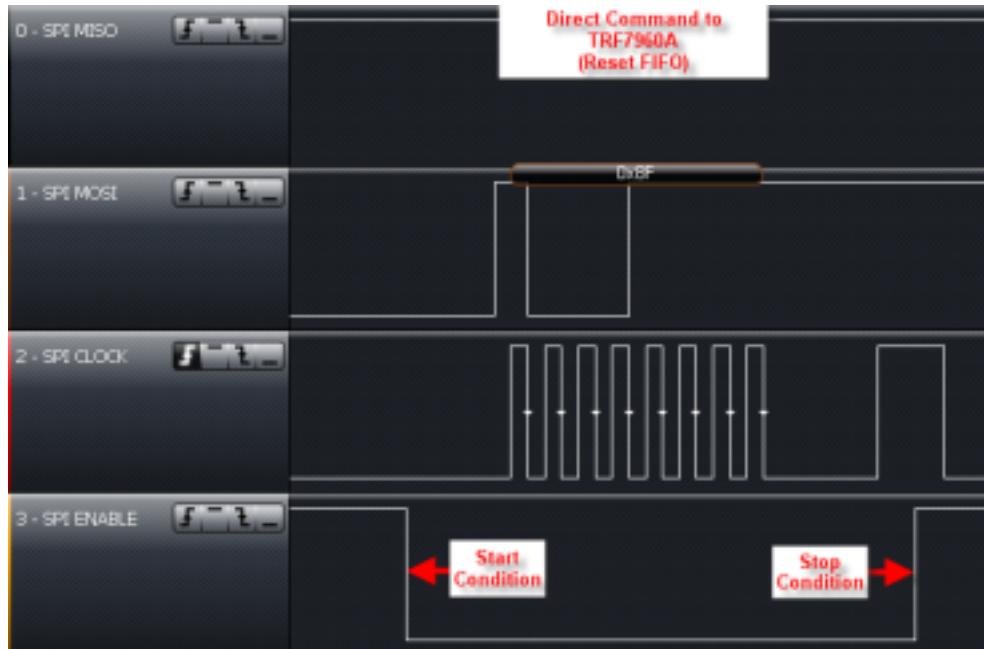 0 - SPI MISO
Direct Command to
TRF7960A
(Reset FIFO)
1 - SPI MOSI
0x8F
2 - SPI CLOCK
3 - SPI ENABLE
Start
Condition
Stop
Condition